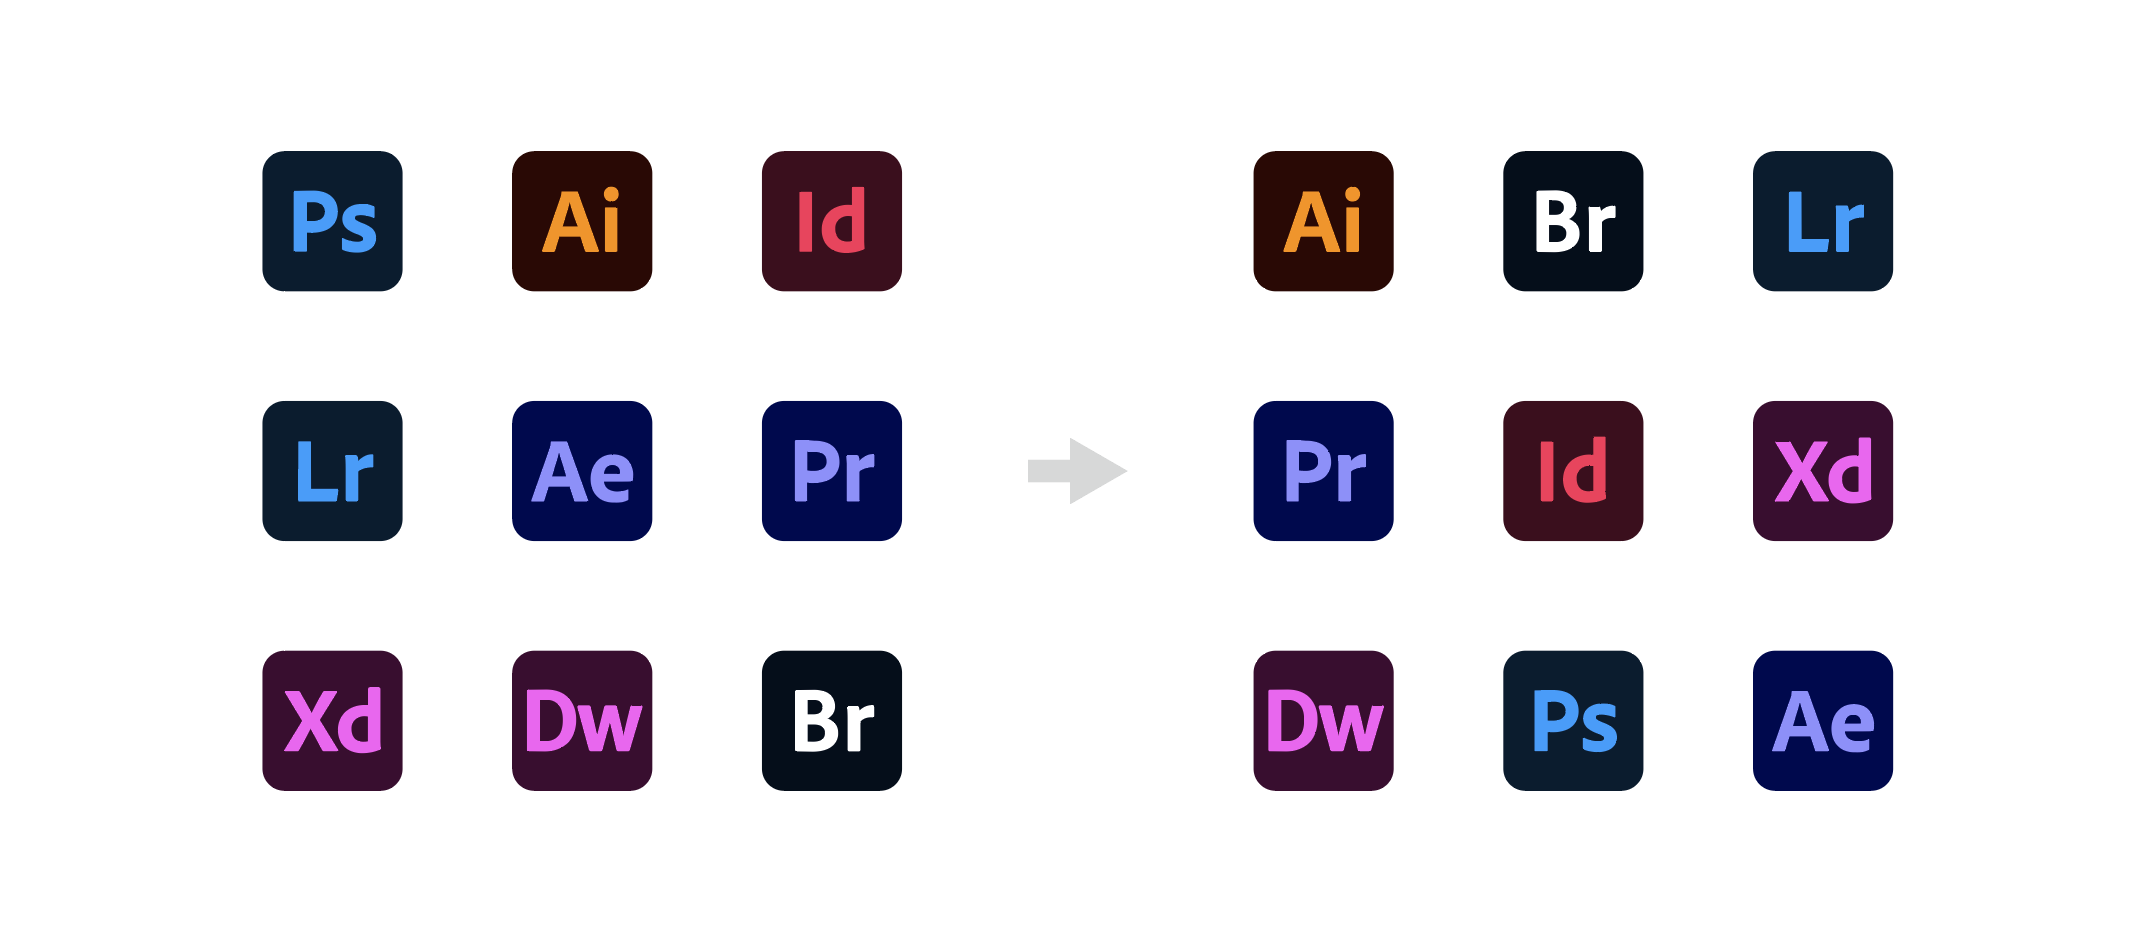 Ps Ai Id Ai Br Lr
Lr Ae Pr Pr Id Xd
Xd Dw Br Dw Ps Ae